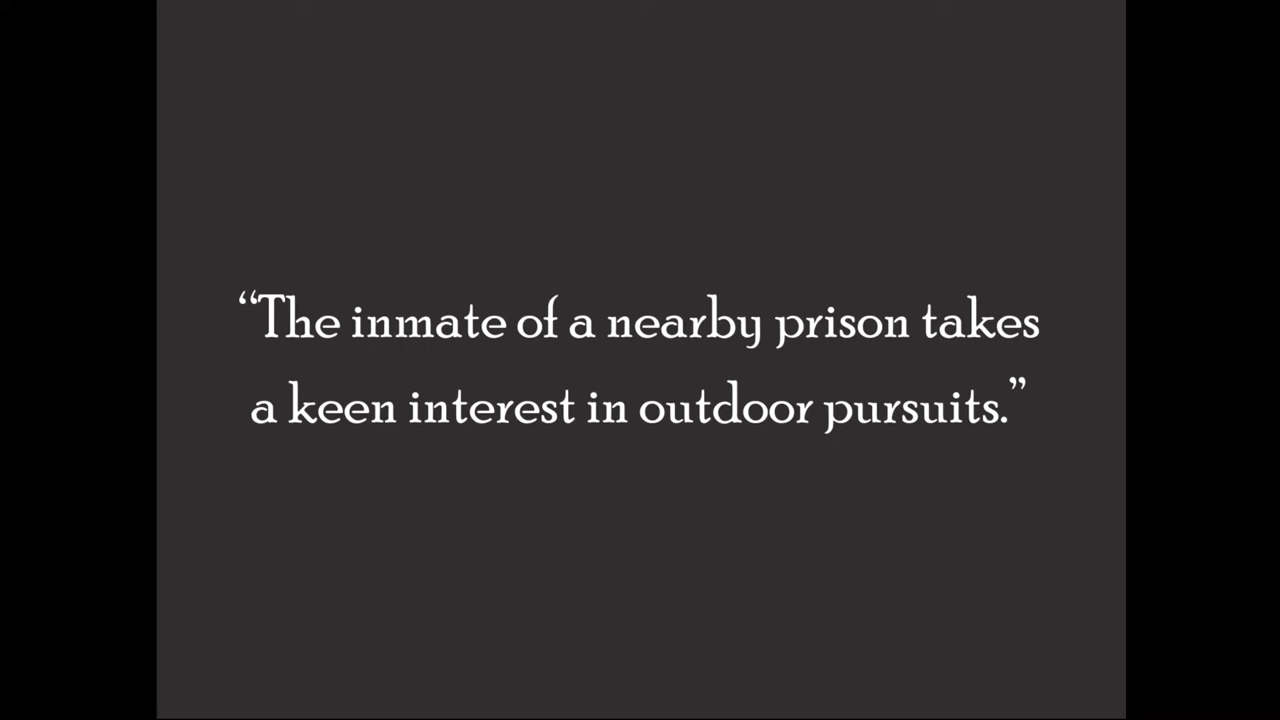 “The inmate of a nearby prison takes
a keen interest in outdoor pursuits.”